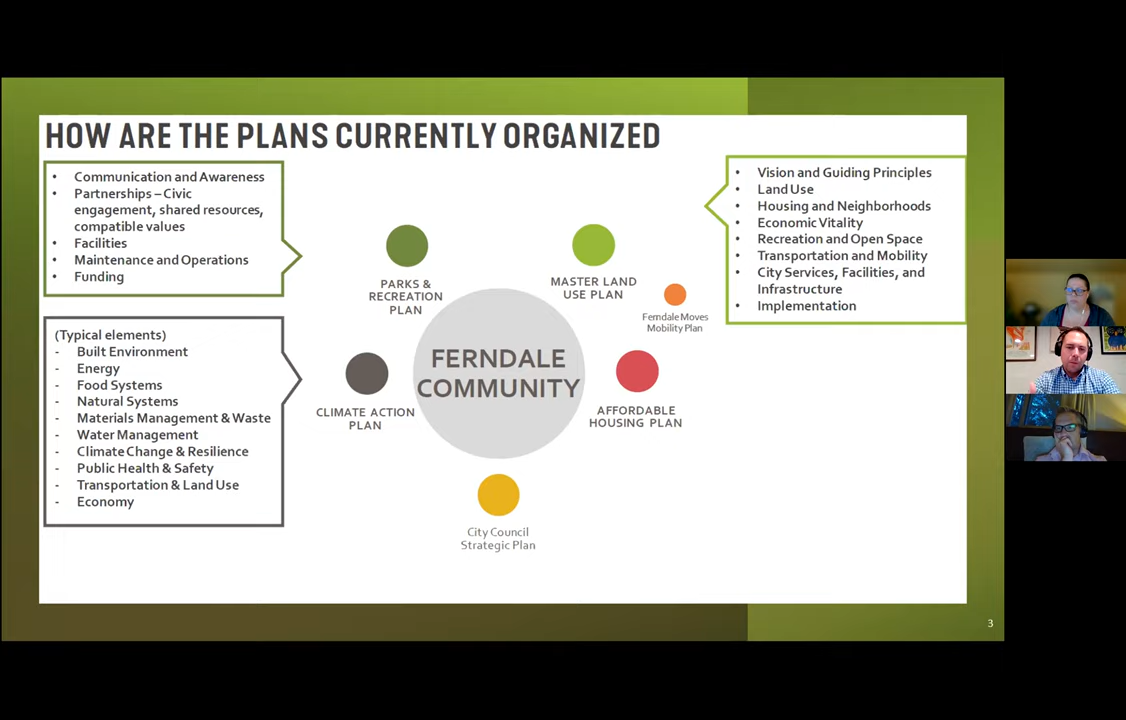 HOW ARE THE PLANS CURRENTLY ORGANIZED
• Communication and Awareness
• Partnerships – Civic
engagement, shared resources,
compatible values
• Facilities
• Maintenance and Operations
• Funding
(Typical elements)
- Built Environment
- Energy
- Food Systems
- Natural Systems
- Materials Management & Waste
- Water Management
- Climate Change & Resilience
- Public Health & Safety
- Transportation & Land Use
- Economy
PARKS &
RECREATION
PLAN
MASTER LAND
USE PLAN
Ferndale Moves
Mobility Plan
FERNDALE
COMMUNITY
CLIMATE ACTION
PLAN
AFFORDABLE
HOUSING PLAN
City Council
Strategic Plan
• Vision and Guiding Principles
• Land Use
• Housing and Neighborhoods
• Economic Vitality
• Recreation and Open Space
• Transportation and Mobility
• City Services, Facilities, and
Infrastructure
• Implementation
3